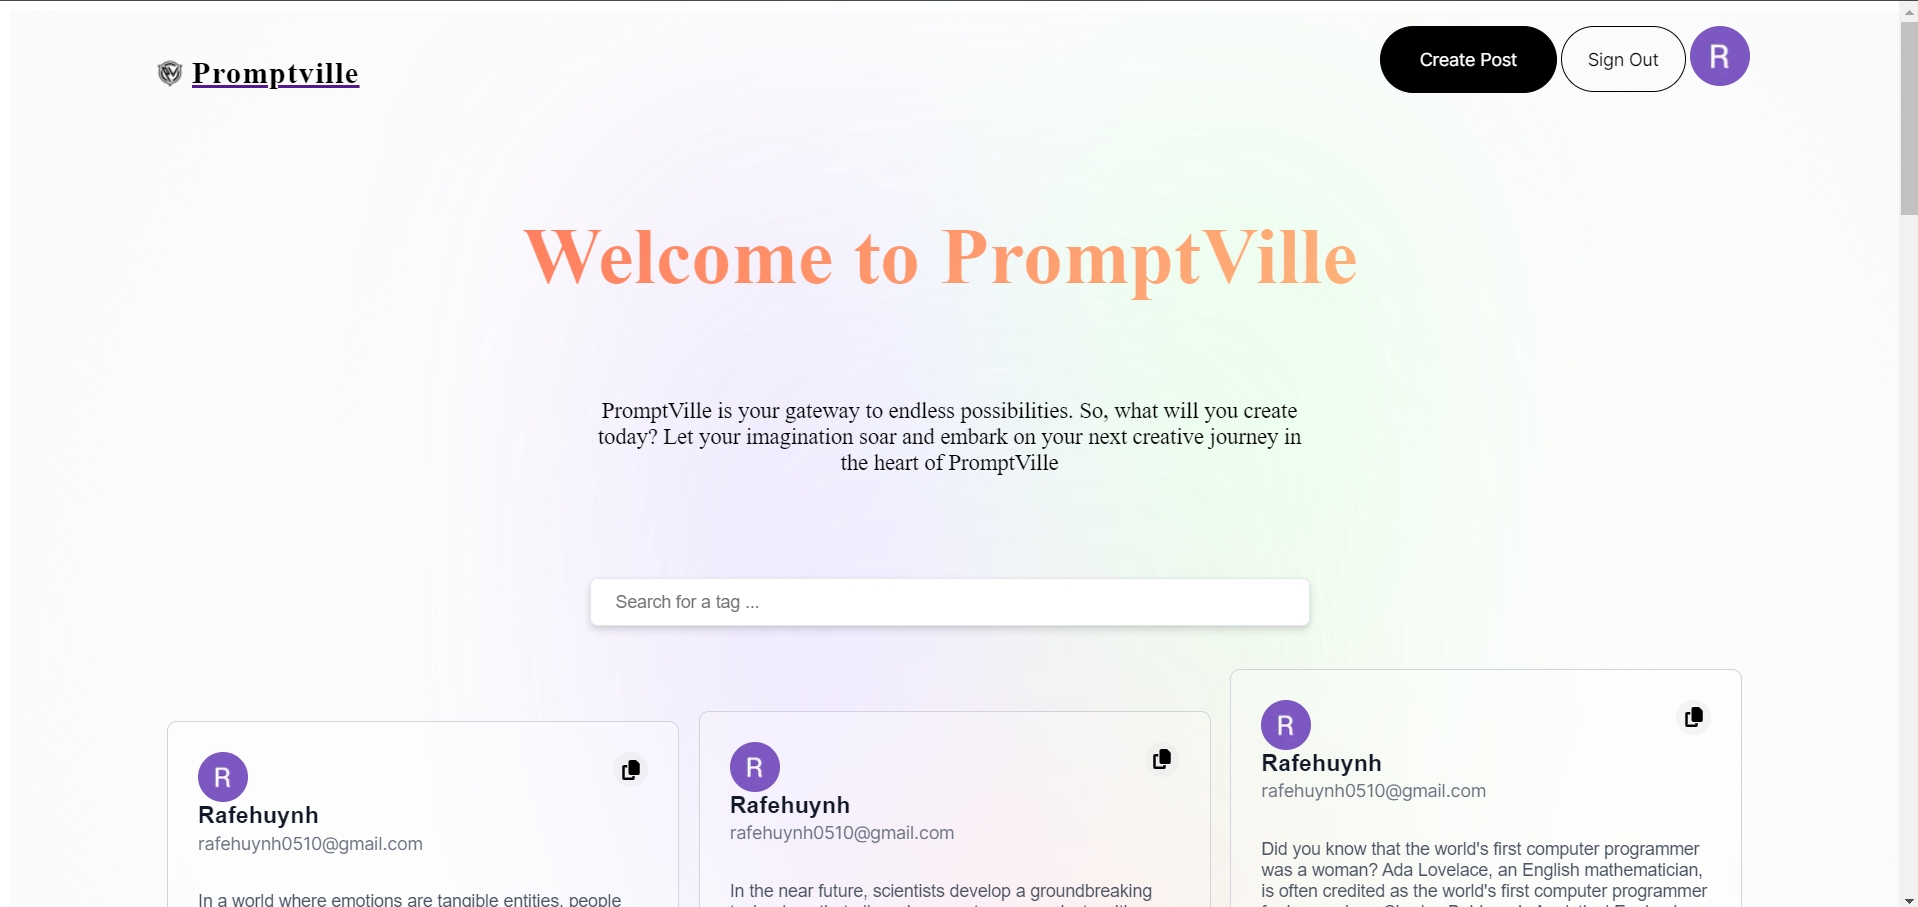 Promptville
Create Post
Sign Out
R
Welcome to PromptVille
PromptVille is your gateway to endless possibilities. So, what will you create
today? Let your imagination soar and embark on your next creative journey in
the heart of PromptVille
Search for a tag ...
R
Rafehuynh
rafehuynh0510@gmail.com
In a world where emotions are tangible entities, people
R
Rafehuynh
rafehuynh0510@gmail.com
In the near future, scientists develop a groundbreaking
R
Rafehuynh
rafehuynh0510@gmail.com
Did you know that the world's first computer programmer
was a woman? Ada Lovelace, an English mathematician,
is often credited as the world's first computer programmer